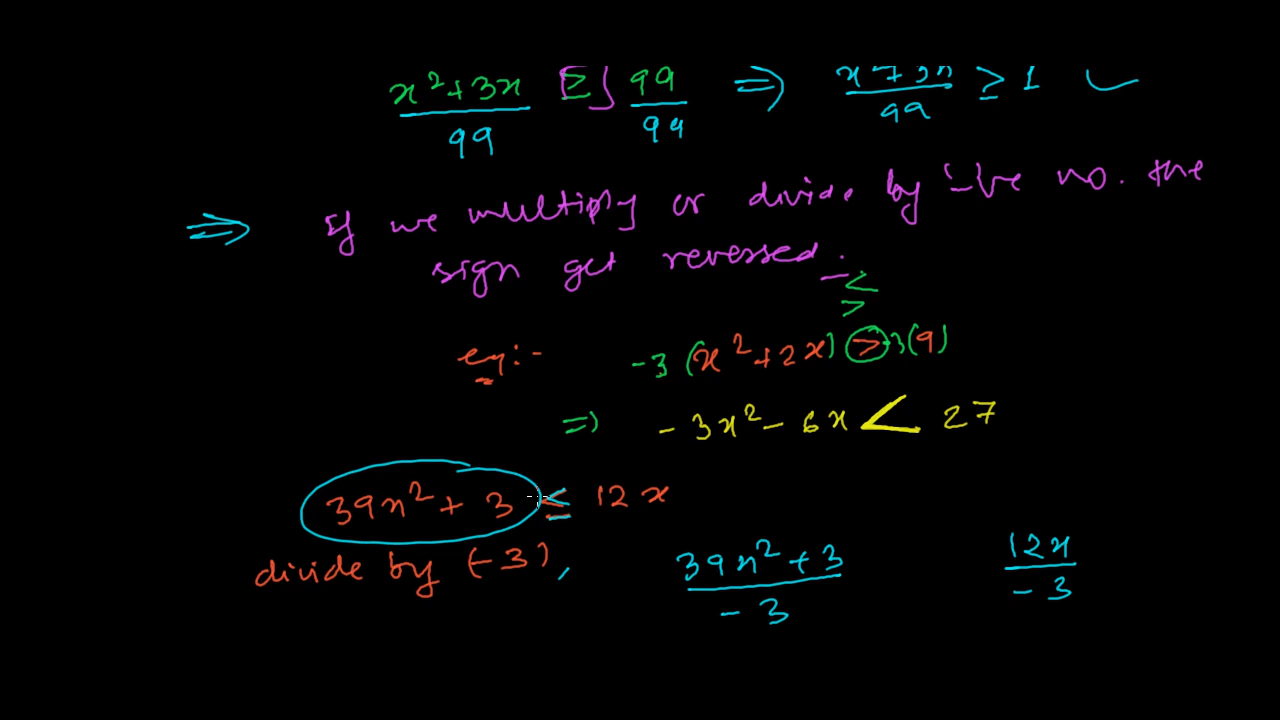 x²+3x ≥ 99 ⇒ x²+3x ≥ 1
99 99 99
⇒ If we multiply or divide by '-'ve no. the
sign get reversed.
<
>
eg:-
-3(x²+2x) > -3(9)
⇒ -3x²-6x < 27
39x²+3 ≤ 12x
divide by (-3),
39x²+3 12x
-3 -3